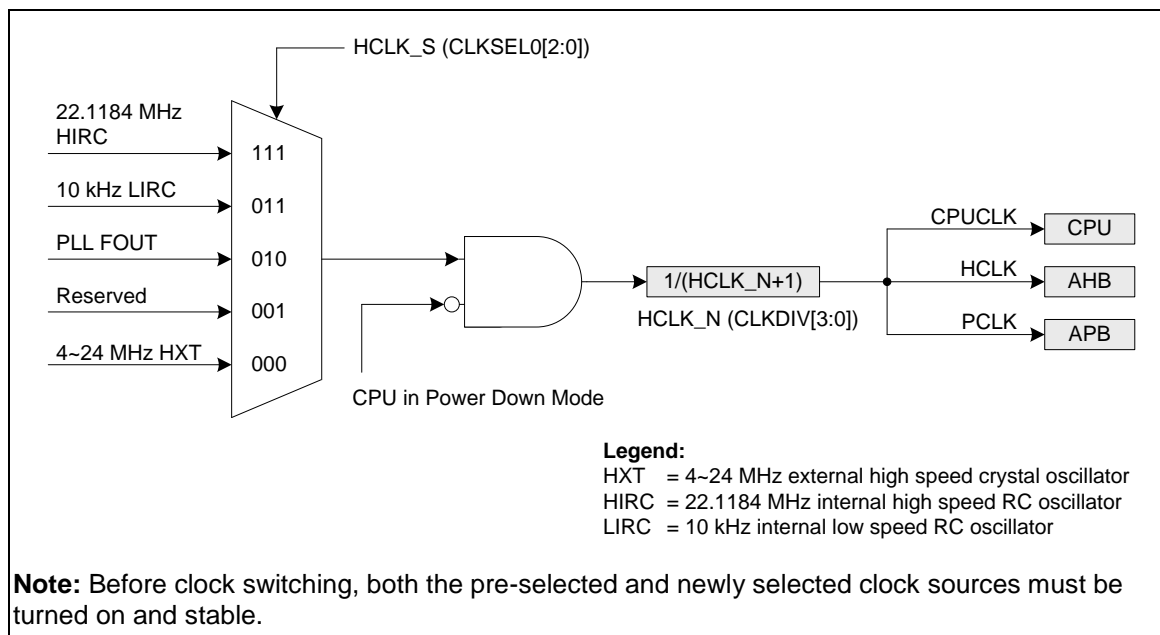 HCLK_S (CLKSEL0[2:0])
22.1184 MHz
HIRC
111
10 kHz LIRC
011
PLL FOUT
010
Reserved
001
4~24 MHz HXT
000
CPU in Power Down Mode
1/(HCLK_N+1)
HCLK_N (CLKDIV[3:0])
CPUCLK
CPU
HCLK
AHB
PCLK
APB
Legend:
HXT = 4~24 MHz external high speed crystal oscillator
HIRC = 22.1184 MHz internal high speed RC oscillator
LIRC = 10 kHz internal low speed RC oscillator
Note: Before clock switching, both the pre-selected and newly selected clock sources must be
turned on and stable.